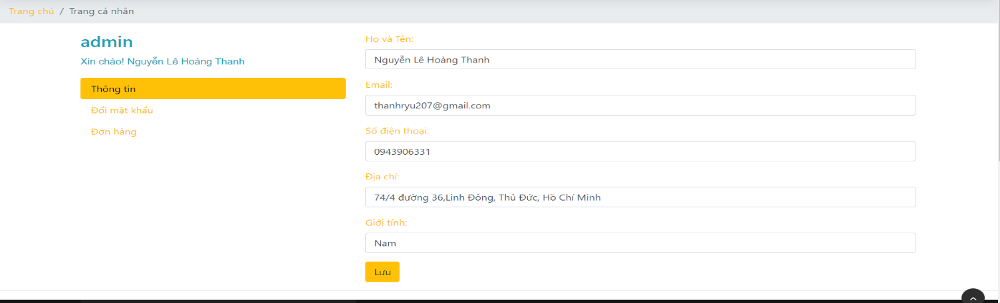 Trang chủ / Trang cá nhân
admin
Xin chào! Nguyễn Lê Hoàng Thanh
Thông tin
Đổi mật khẩu
Đơn hàng
Họ và Tên:
Nguyễn Lê Hoàng Thanh
Email:
thanhryu207@gmail.com
Số điện thoại:
0943906331
Địa chỉ:
74/4 đường 36,Linh Đông, Thủ Đức, Hồ Chí Minh
Giới tính:
Nam
Lưu